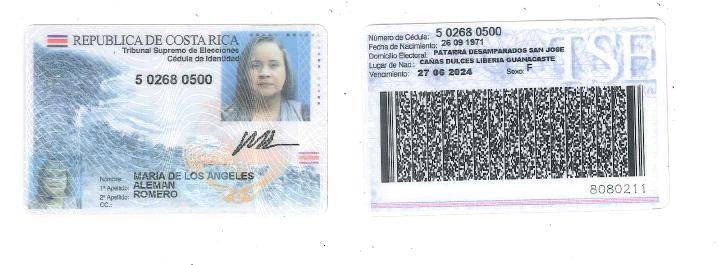 REPUBLICA DE COSTA RICA
Tribunal Supremo de Elecciones
Cédula de Identidad
5 0268 0500
Nombre: MARIA DE LOS ANGELES
1° Apellido: ALEMAN
2° Apellido: ROMERO
CC.:
Número de Cédula: 5 0268 0500
Fecha de Nacimiento: 26 09 1971
Domicilio Electoral: PATARRA DESAMPARADOS SAN JOSE
Lugar de Nac.: CAÑAS DULCES LIBERIA GUANACASTE
Vencimiento: 27 06 2024 Sexo: F
TSE
8080211